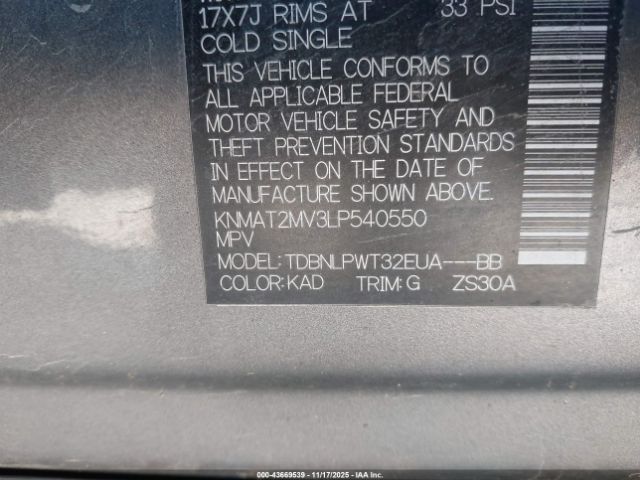 17X7J RIMS AT 33 PSI
COLD SINGLE
THIS VEHICLE CONFORMS TO
ALL APPLICABLE FEDERAL
MOTOR VEHICLE SAFETY AND
THEFT PREVENTION STANDARDS
IN EFFECT ON THE DATE OF
MANUFACTURE SHOWN ABOVE.
KNMAT2MV3LP540550
MPV
MODEL:TDBNLPWT32EUA---BB
COLOR:KAD TRIM:G ZS30A
000-43669539 - 11/17/2025 - IAAI.COM